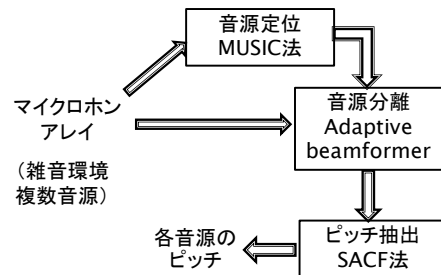 音源定位
MUSIC法
マイクロホン
アレイ
（雑音環境
複数音源）
音源分離
Adaptive
beamformer
ピッチ抽出
SACF法
各音源の
ピッチ